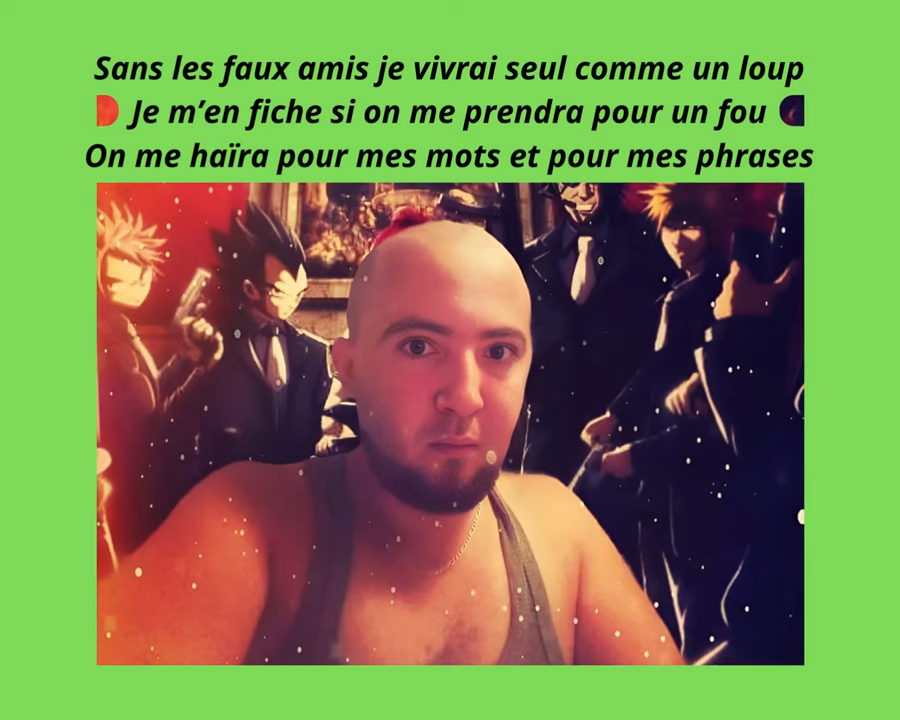 Sans les faux amis je vivrai seul comme un loup
Je m’en fiche si on me prendra pour un fou
On me haïra pour mes mots et pour mes phrases